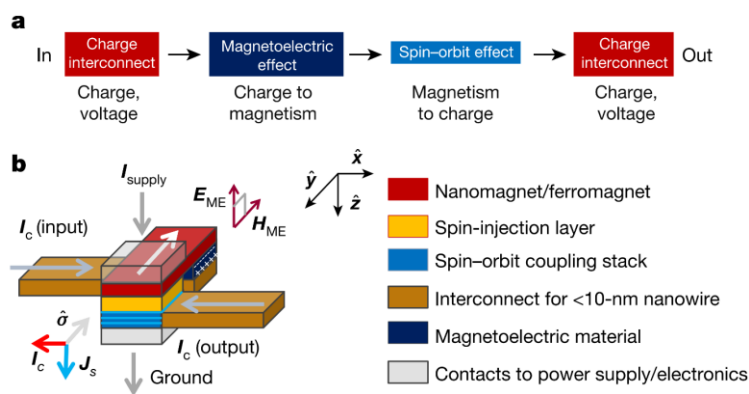 a
In
Charge
interconnect
Magnetoelectric
effect
Spin–orbit effect
Charge
interconnect
Out
Charge,
voltage
Charge to
magnetism
Magnetism
to charge
Charge,
voltage
b
I supply
E ME
H ME
x̂
ŷ
ẑ
I c (input)
σ̂
I c
J s
I c (output)
Ground
Nanomagnet/ferromagnet
Spin-injection layer
Spin–orbit coupling stack
Interconnect for <10-nm nanowire
Magnetoelectric material
Contacts to power supply/electronics